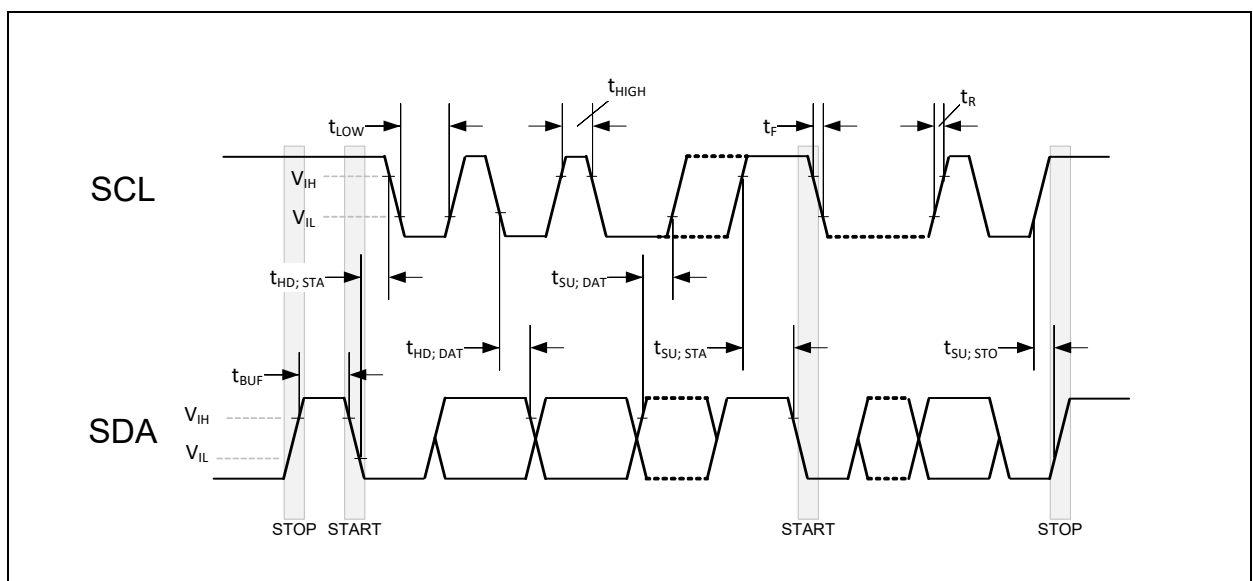 tHIGH
tR
tLOW
tF
SCL
VIH
VIL
tHD; STA
tSU; DAT
tHD; DAT
tSU; STA
tSU; STO
tBUF
VIH
SDA
VIL
STOP START START STOP